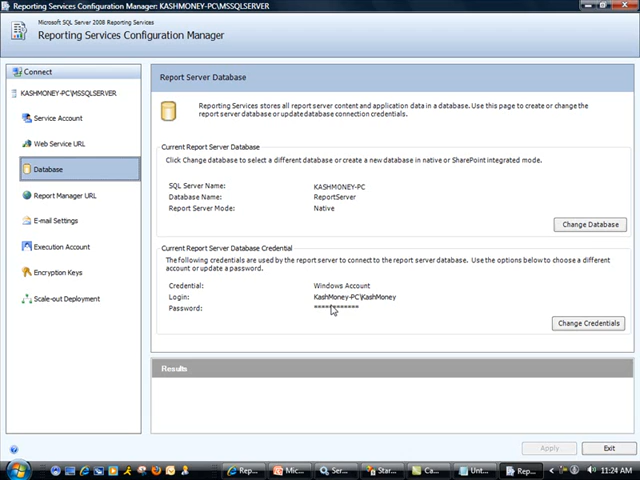 Reporting Services Configuration Manager: KASHMONEY-PC\MSSQLSERVER
Microsoft SQL Server 2008 Reporting Services
Reporting Services Configuration Manager
Connect
KASHMONEY-PC\MSSQLSERVER
Service Account
Web Service URL
Database
Report Manager URL
E-mail Settings
Execution Account
Encryption Keys
Scale-out Deployment
Report Server Database
Reporting Services stores all report server content and application data in a database. Use this page to create or change the
report server database or update database connection credentials.
Current Report Server Database
Click Change database to select a different database or create a new database in native or SharePoint integrated mode.
SQL Server Name: KASHMONEY-PC
Database Name: ReportServer
Report Server Mode: Native
Change Database
Current Report Server Database Credential
The following credentials are used by the report server to connect to the report server database. Use the options below to choose a different
account or update a password.
Credential: Windows Account
Login: KashMoney-PC\KashMoney
Password: ************
Change Credentials
Results
Apply
Exit
Rep...
Mic...
Ser...
Star...
Ca...
Unt...
Rep...
11:24 AM